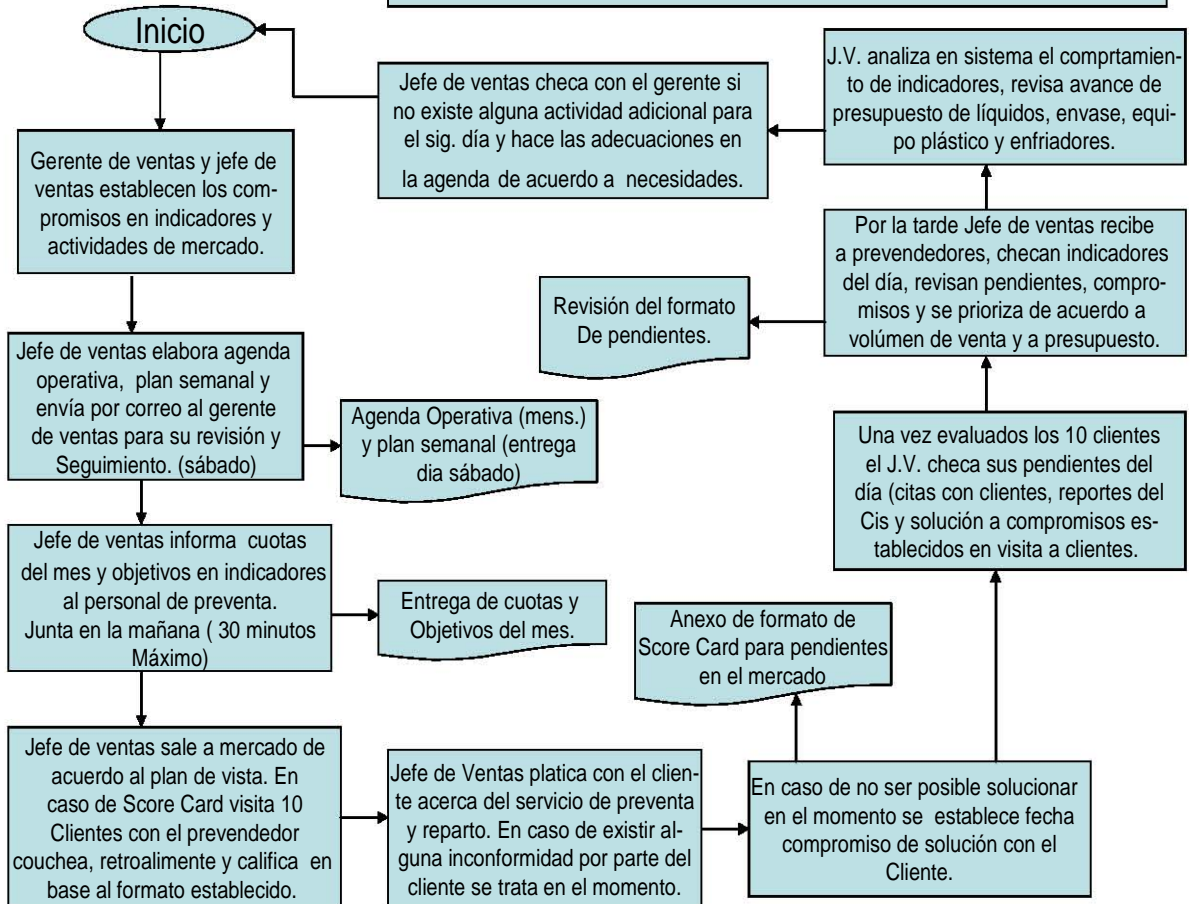 Inicio
Gerente de ventas y jefe de
ventas establecen los com-
promisos en indicadores y
actividades de mercado.
Jefe de ventas elabora agenda
operativa, plan semanal y
envía por correo al gerente
de ventas para su revisión y
Seguimiento. (sábado)
Agenda Operativa (mens.)
y plan semanal (entrega
dia sábado)
Jefe de ventas informa cuotas
del mes y objetivos en indicadores
al personal de preventa.
Junta en la mañana ( 30 minutos
Máximo)
Entrega de cuotas y
Objetivos del mes.
Jefe de ventas sale a mercado de
acuerdo al plan de vista. En
caso de Score Card visita 10
Clientes con el prevendedor
couchea, retroalimente y califica en
base al formato establecido.
Jefe de Ventas platica con el clien-
te acerca del servicio de preventa
y reparto. En caso de existir al-
guna inconformidad por parte del
cliente se trata en el momento.
En caso de no ser posible solucionar
en el momento se establece fecha
compromiso de solución con el
Cliente.
Anexo de formato de
Score Card para pendientes
en el mercado
Una vez evaluados los 10 clientes
el J.V. checa sus pendientes del
día (citas con clientes, reportes del
Cis y solución a compromisos es-
tablecidos en visita a clientes.
Por la tarde Jefe de ventas recibe
a prevendedores, checan indicadores
del día, revisan pendientes, compro-
misos y se prioriza de acuerdo a
volúmen de venta y a presupuesto.
Revisión del formato
De pendientes.
J.V. analiza en sistema el comprtamien-
to de indicadores, revisa avance de
presupuesto de líquidos, envase, equi-
po plástico y enfriadores.
Jefe de ventas checa con el gerente si
no existe alguna actividad adicional para
el sig. día y hace las adecuaciones en
la agenda de acuerdo a necesidades.